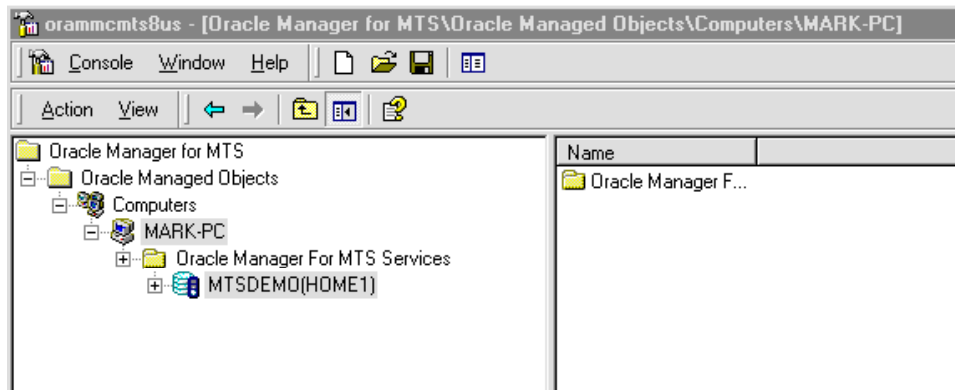 orammcmts8us - [Oracle Manager for MTS\Oracle Managed Objects\Computers\MARK-PC]
Console Window Help
Action View
Oracle Manager for MTS
Oracle Managed Objects
Computers
MARK-PC
Oracle Manager For MTS Services
MTSDEMO(HOME1)
Name
Oracle Manager F...